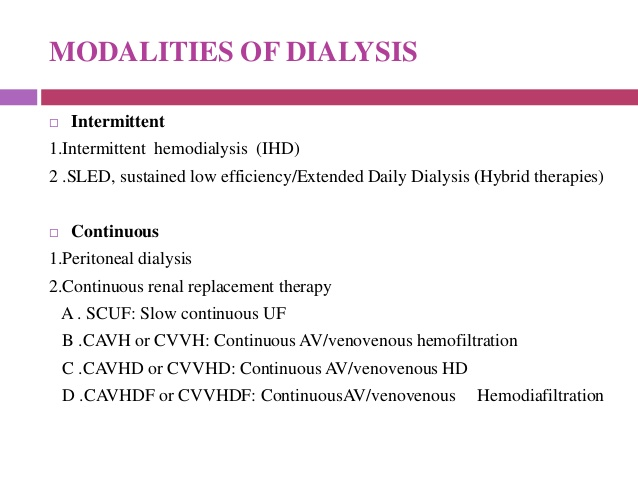 MODALITIES OF DIALYSIS
Intermittent
1.Intermittent hemodialysis (IHD)
2 .SLED, sustained low efficiency/Extended Daily Dialysis (Hybrid therapies)
Continuous
1.Peritoneal dialysis
2.Continuous renal replacement therapy
A . SCUF: Slow continuous UF
B .CAVH or CVVH: Continuous AV/venovenous hemofiltration
C .CAVHD or CVVHD: Continuous AV/venovenous HD
D .CAVHDF or CVVHDF: ContinuousAV/venovenous Hemodiafiltration